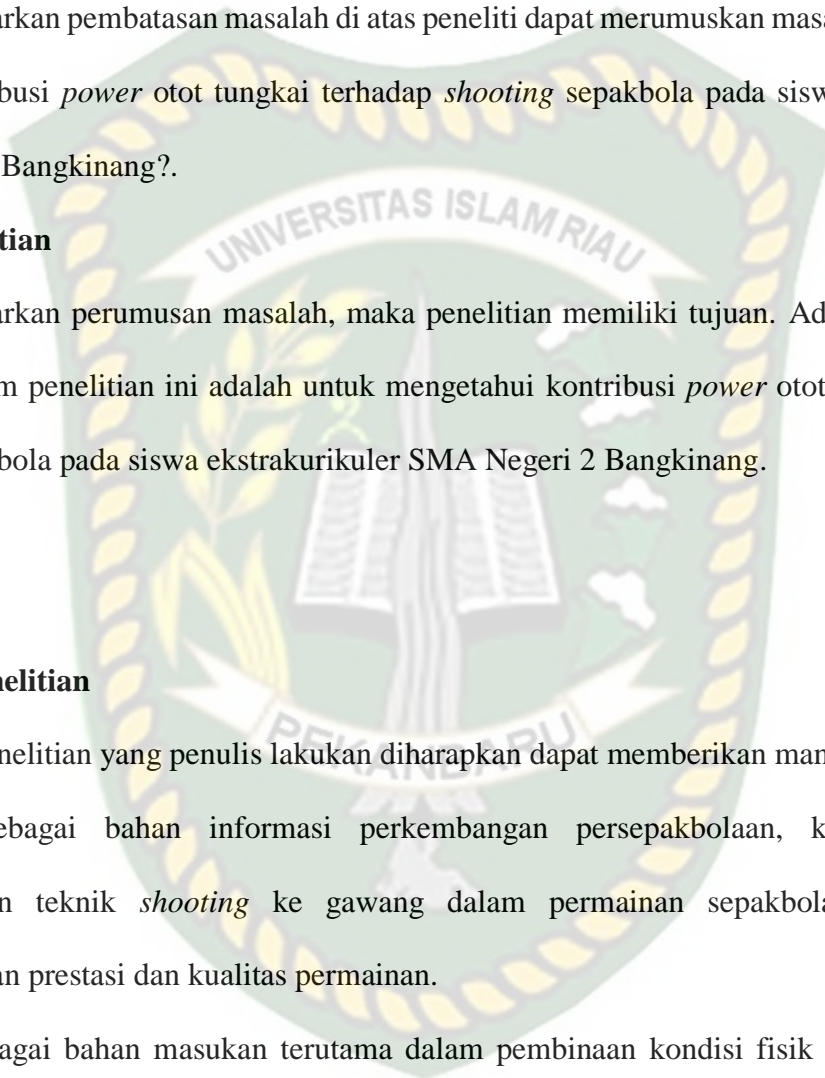 arkan pembatasan masalah di atas peneliti dapat merumuskan masa
busi power otot tungkai terhadap shooting sepakbola pada sisw
Bangkinang?.
UNIVERSITAS ISLAM RIAU
tian
arkan perumusan masalah, maka penelitian memiliki tujuan. Ad
m penelitian ini adalah untuk mengetahui kontribusi power otot
bola pada siswa ekstrakurikuler SMA Negeri 2 Bangkinang.
nelitian
PEKANBARU
nelitian yang penulis lakukan diharapkan dapat memberikan man
ebagai bahan informasi perkembangan persepakbolaan, k
n teknik shooting ke gawang dalam permainan sepakbola
an prestasi dan kualitas permainan.
agai bahan masukan terutama dalam pembinaan kondisi fisik